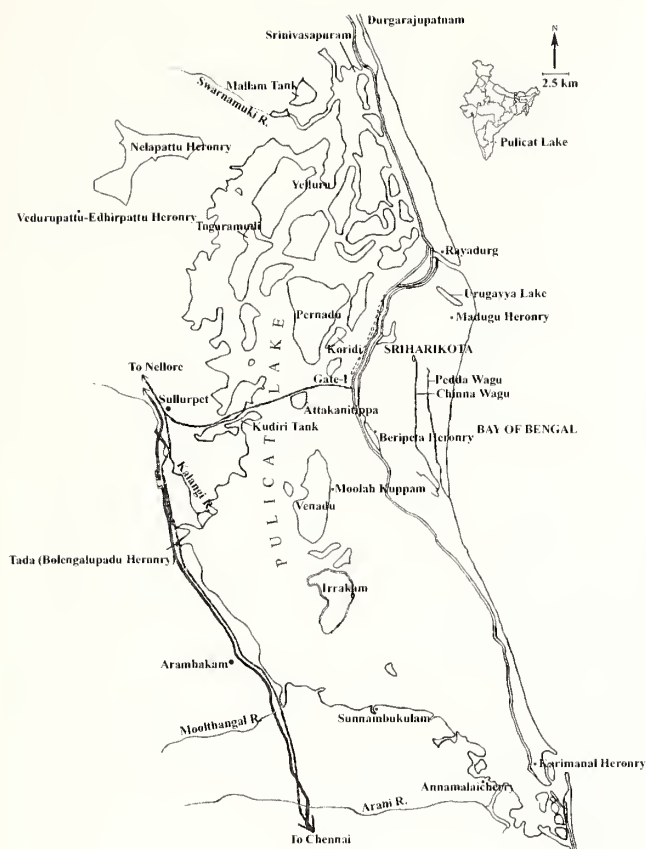 Durgarajupatnam
Srinivasapuram
N
2.5 km
Mallam Tank
Swarnamuki R.
Pulicat Lake
Nelapattu Heronry
Yelluru
Vedurupattu-Edhirpattu Heronry
Toguramudi
Rayadurg
Urugayya Lake
Pernadu
Madugu Heronry
Koridi
SRIHARIKOTA
To Nellore
Gate-I
Pedda Wagu
Sullurpet
Chinna Wagu
Attakanitippa
Kudiri Tank
BAY OF BENGAL
Beripeta Heronry
PULICAT LAKE
Kalangi R.
Moolah Kuppam
Venadu
Tada (Bolengalupadu Heronry)
Irrakam
Arambakam
Sunnambukulam
Moolthangal R.
Karimanal Heronry
Annamalaicherry
Arani R.
To Chennai